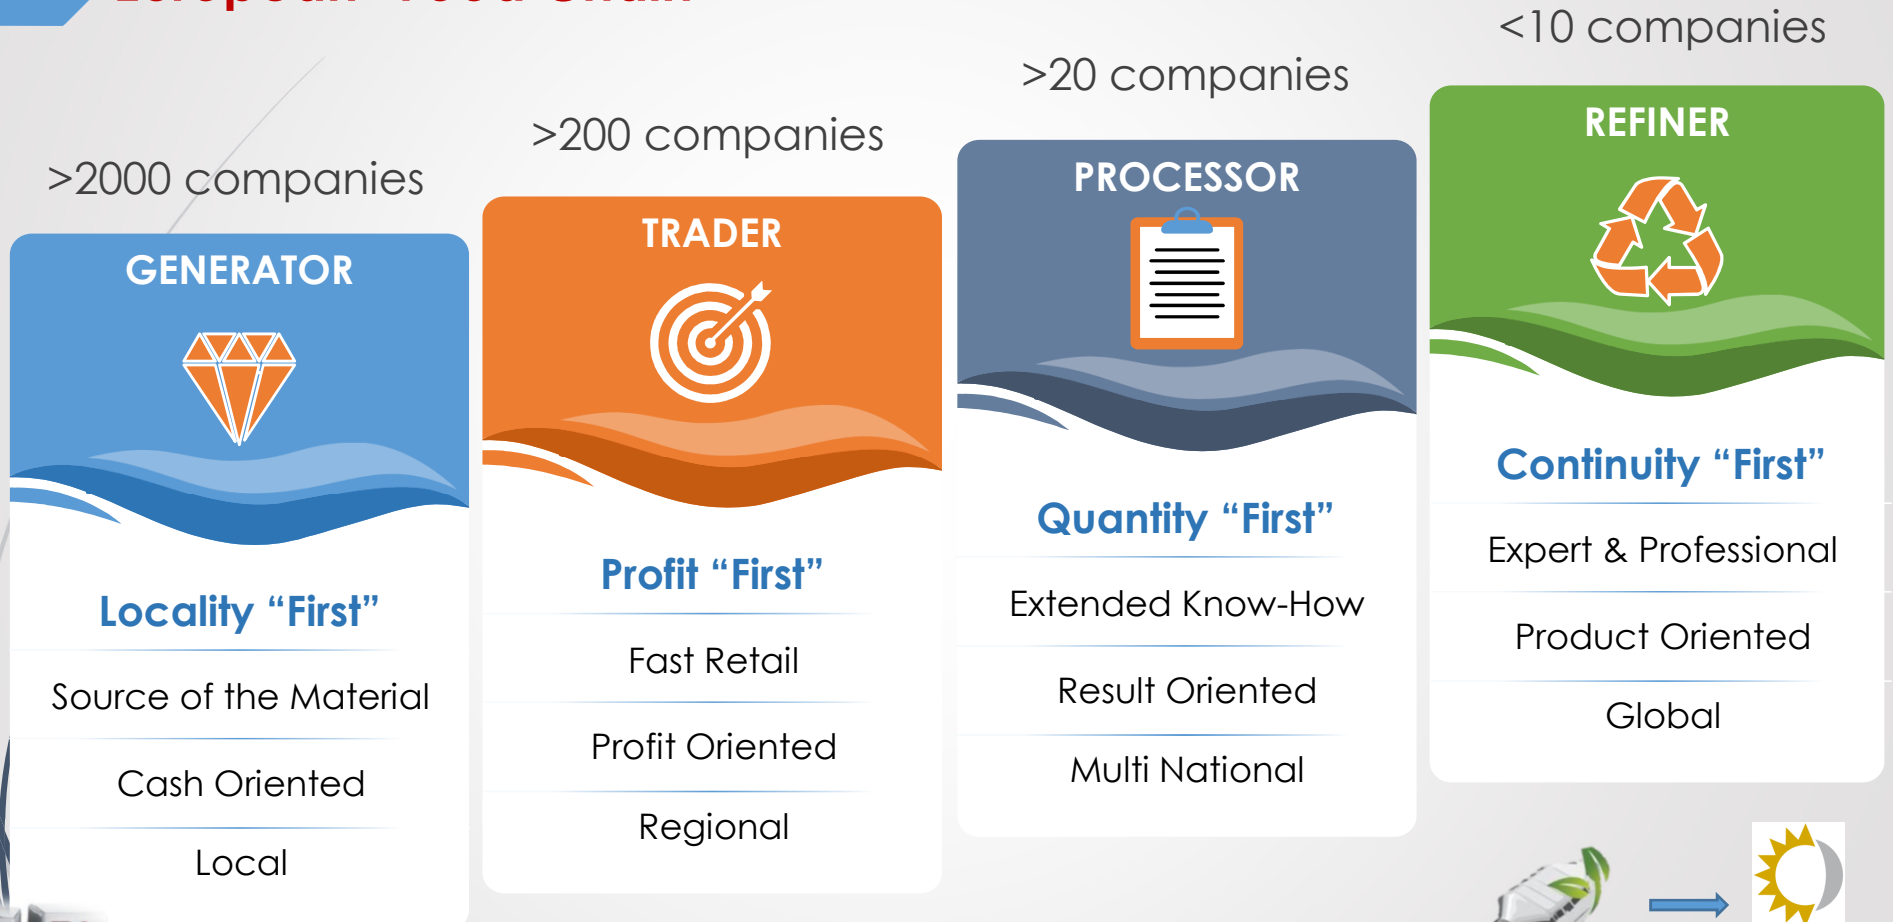 Food Chain
>2000 companies
GENERATOR
Locality “First”
Source of the Material
Cash Oriented
Local
>200 companies
TRADER
Profit “First”
Fast Retail
Profit Oriented
Regional
>20 companies
PROCESSOR
Quantity “First”
Extended Know-How
Result Oriented
Multi National
<10 companies
REFINER
Continuity “First”
Expert & Professional
Product Oriented
Global